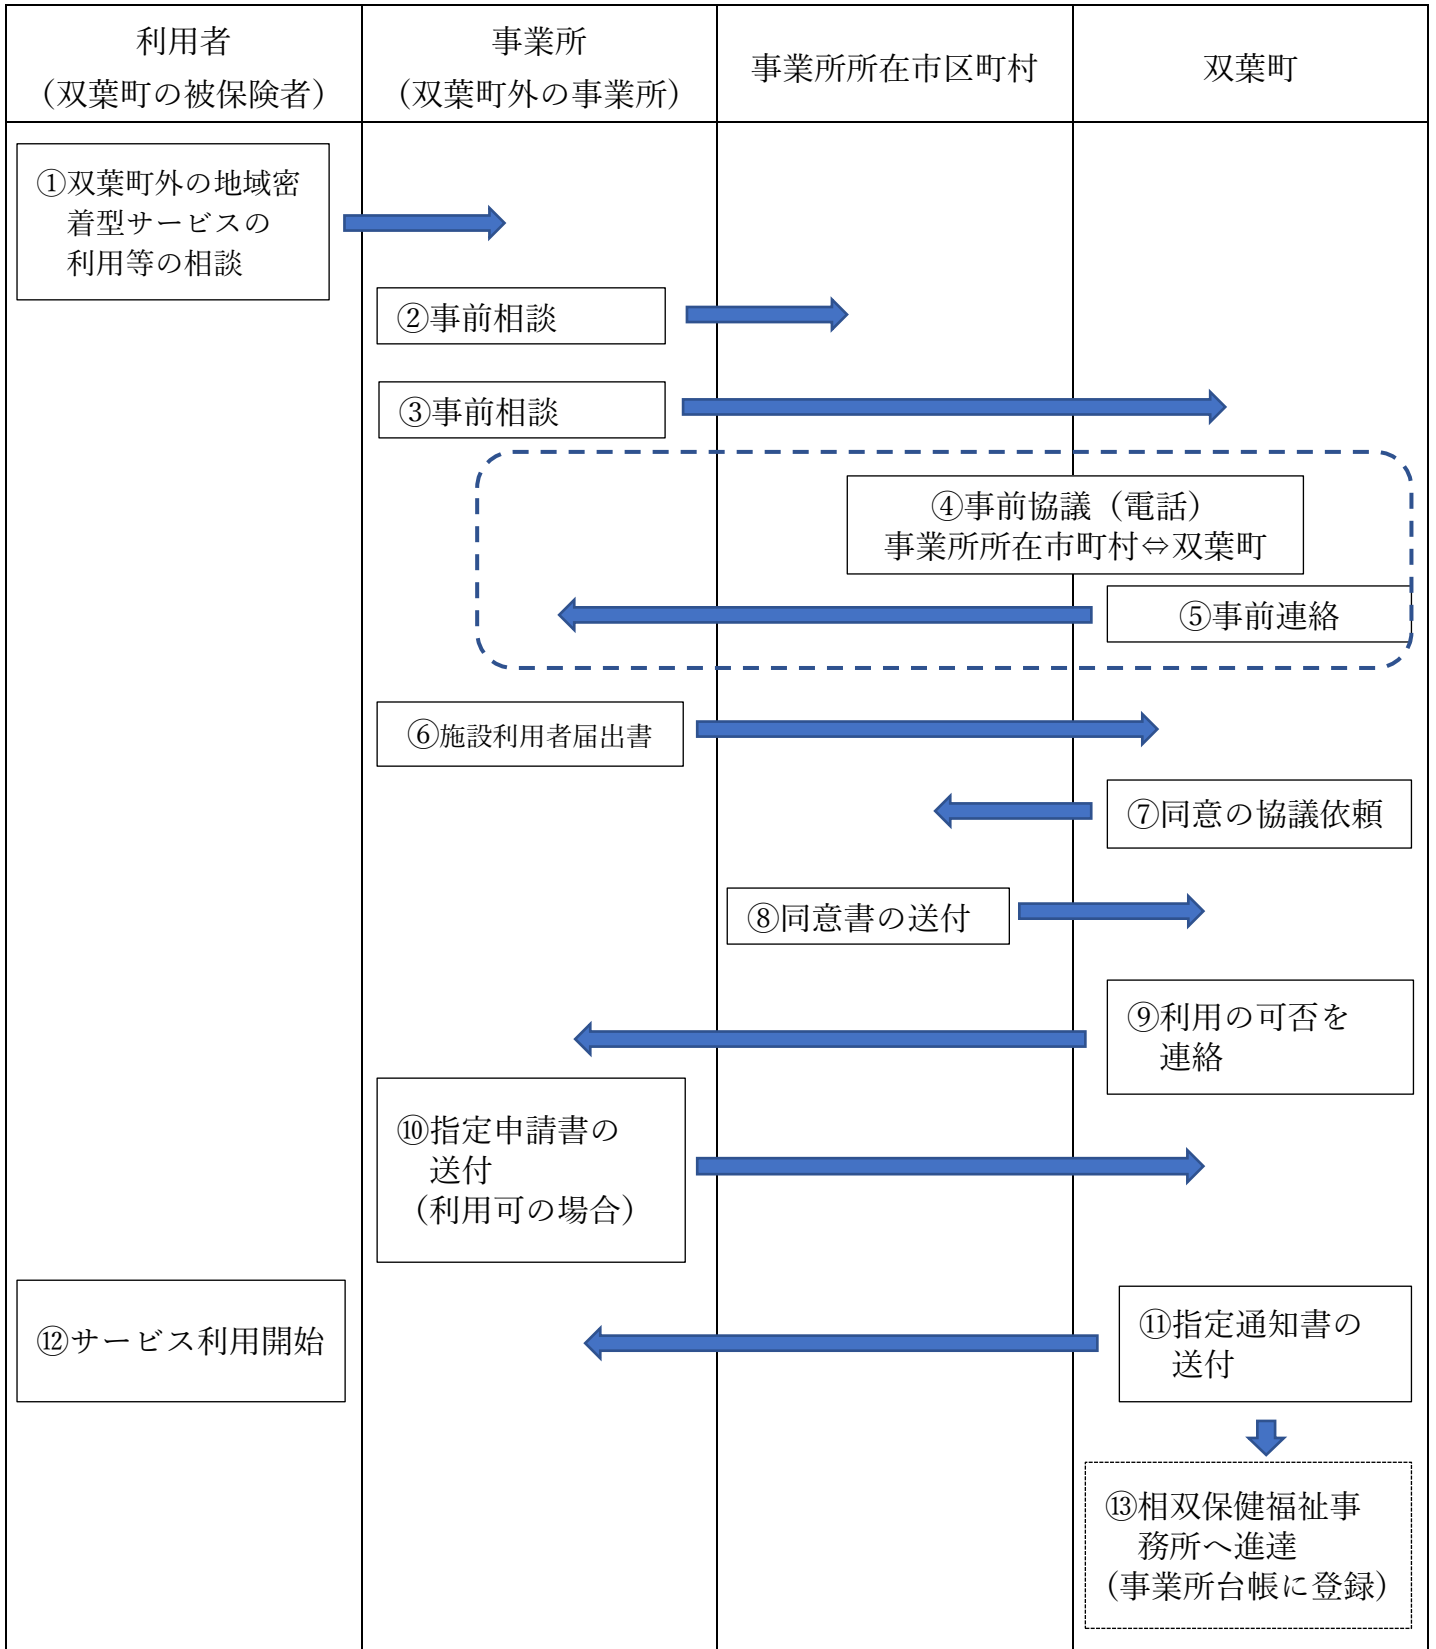 利用者
（双葉町の被保険者）
事業所
（双葉町外の事業所）
事業所所在市区町村
双葉町
①双葉町外の地域密
着型サービスの
利用等の相談
②事前相談
③事前相談
④事前協議（電話）
事業所所在市町村⇔双葉町
⑤事前連絡
⑥施設利用者届出書
⑦同意の協議依頼
⑧同意書の送付
⑨利用の可否を
連絡
⑩指定申請書の
送付
（利用可の場合）
⑪指定通知書の
送付
⑫サービス利用開始
⑬相双保健福祉事
務所へ進達
（事業所台帳に登録）